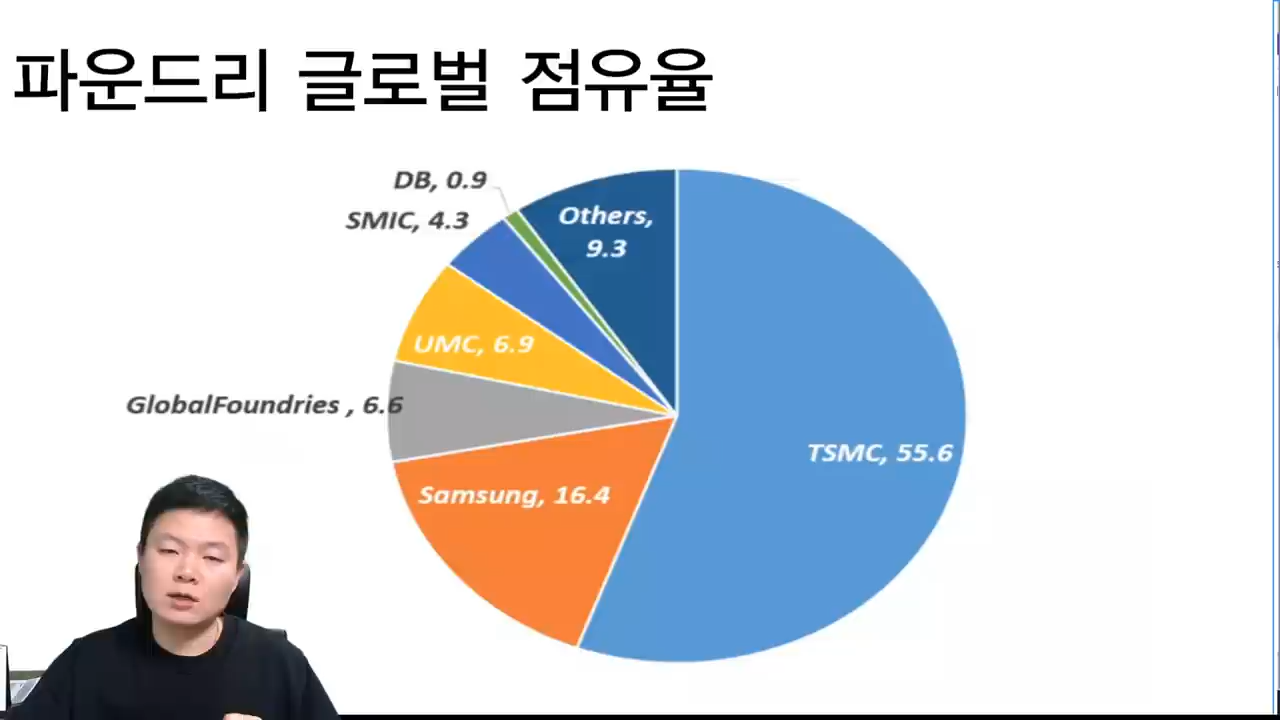 파운드리 글로벌 점유율
DB, 0.9
SMIC, 4.3
Others,
9.3
UMC, 6.9
GlobalFoundries , 6.6
TSMC, 55.6
Samsung, 16.4